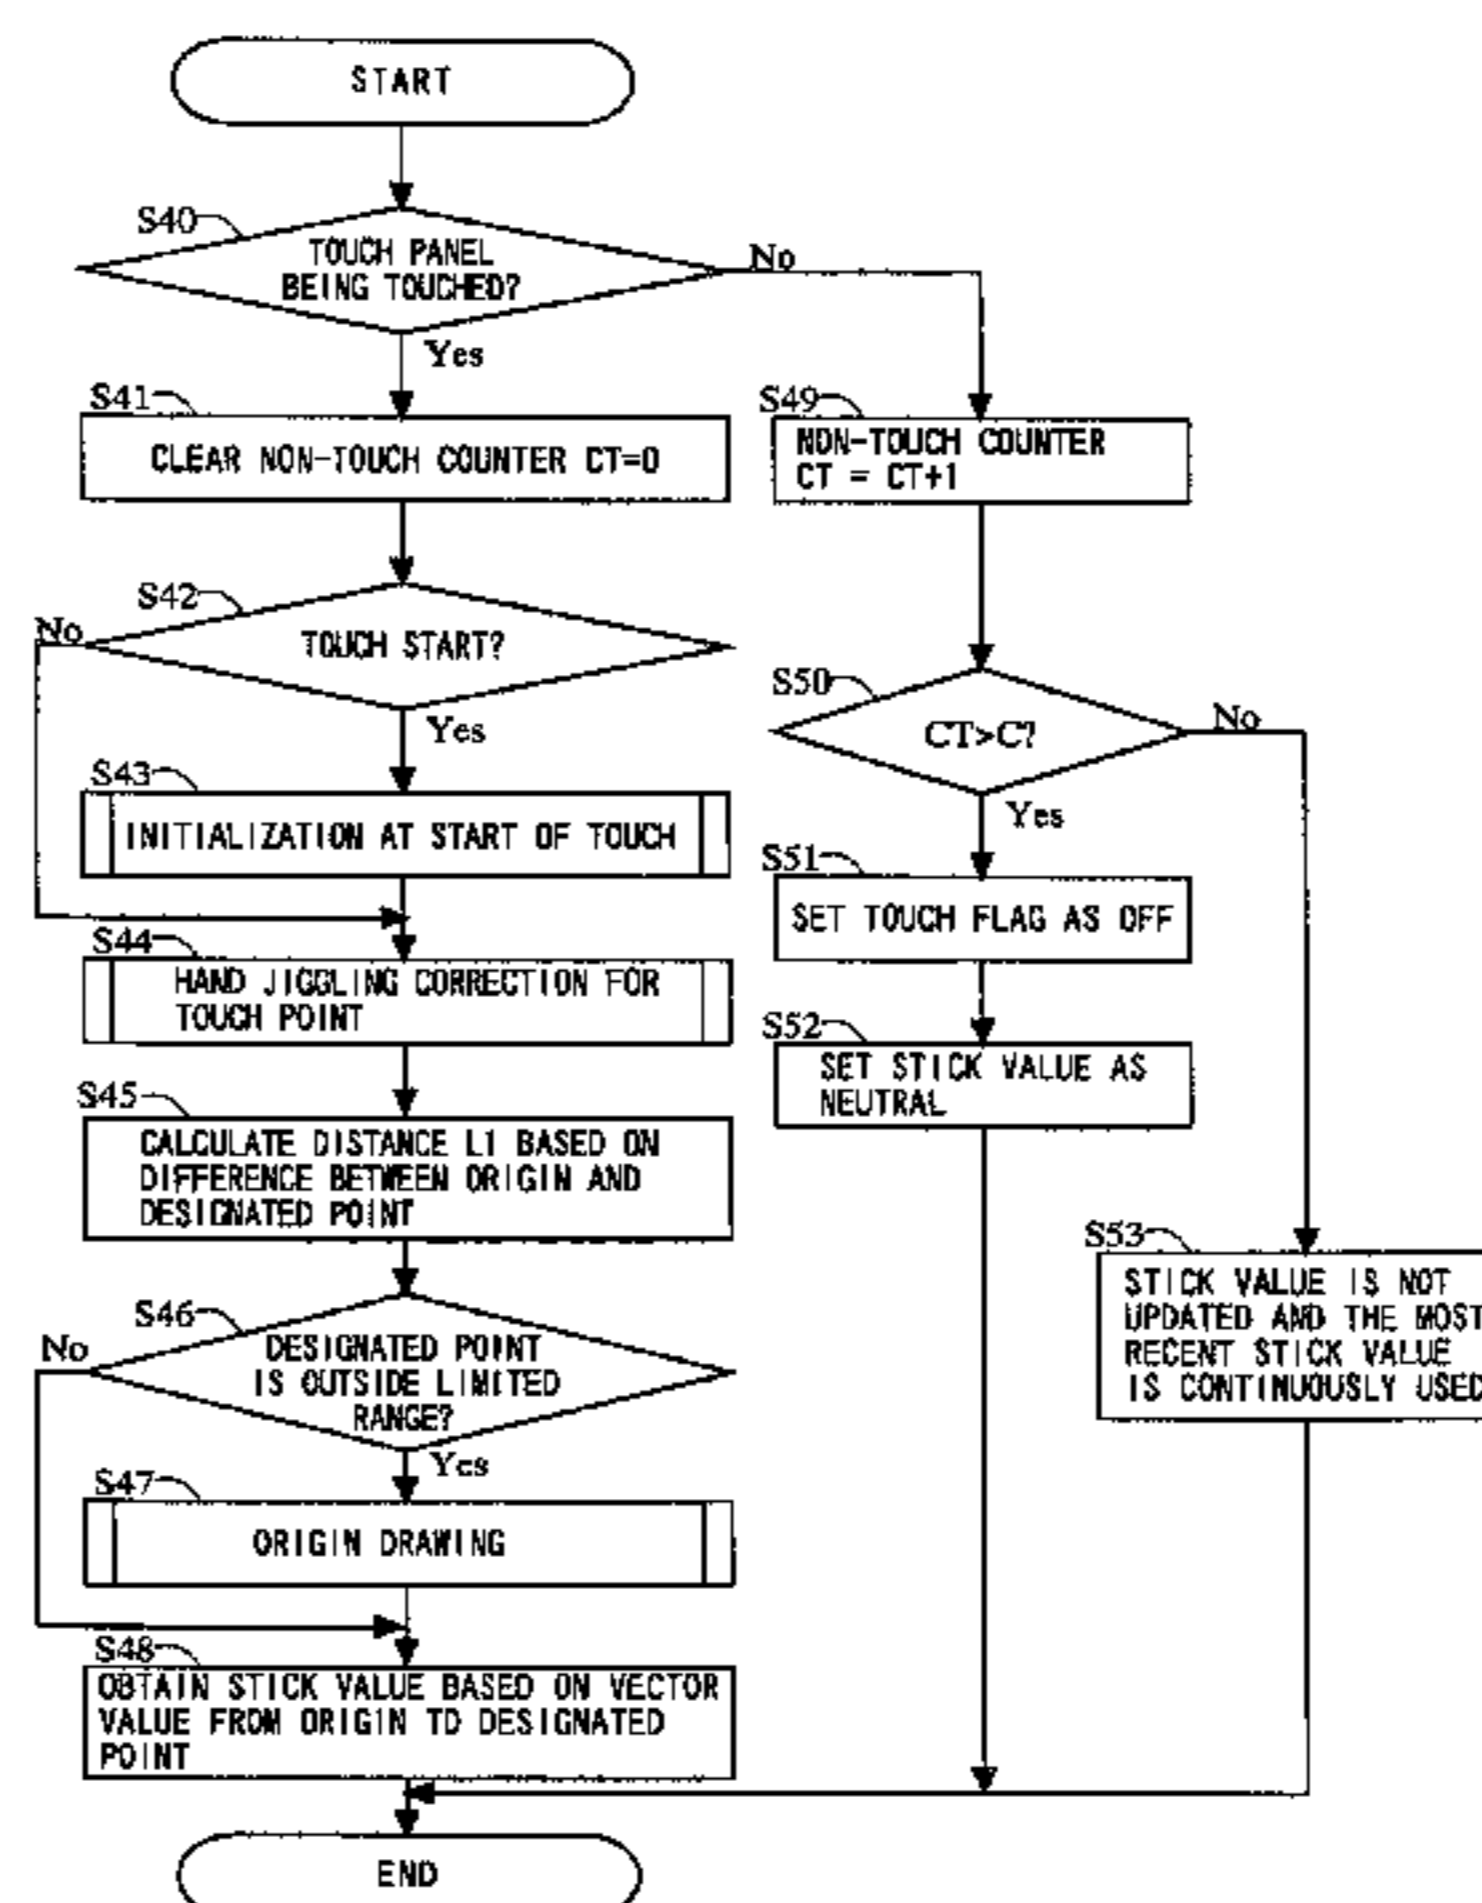 START
S40
TOUCH PANEL
BEING TOUCHED?
No
Yes
S41
CLEAR NON-TOUCH COUNTER CT=0
S49
NON-TOUCH COUNTER
CT = CT+1
S42
No
TOUCH START?
Yes
S50
CT>C?
No
Yes
S43
INITIALIZATION AT START OF TOUCH
S51
SET TOUCH FLAG AS OFF
S44
HAND JIGGLING CORRECTION FOR
TOUCH POINT
S52
SET STICK VALUE AS
NEUTRAL
S45
CALCULATE DISTANCE L1 BASED ON
DIFFERENCE BETWEEN ORIGIN AND
DESIGNATED POINT
S53
STICK VALUE IS NOT
UPDATED AND THE MOST
RECENT STICK VALUE
IS CONTINUOUSLY USED
S46
No
DESIGNATED POINT
IS OUTSIDE LIMITED
RANGE?
Yes
S47
ORIGIN DRAWING
S48
OBTAIN STICK VALUE BASED ON VECTOR
VALUE FROM ORIGIN TO DESIGNATED
POINT
END